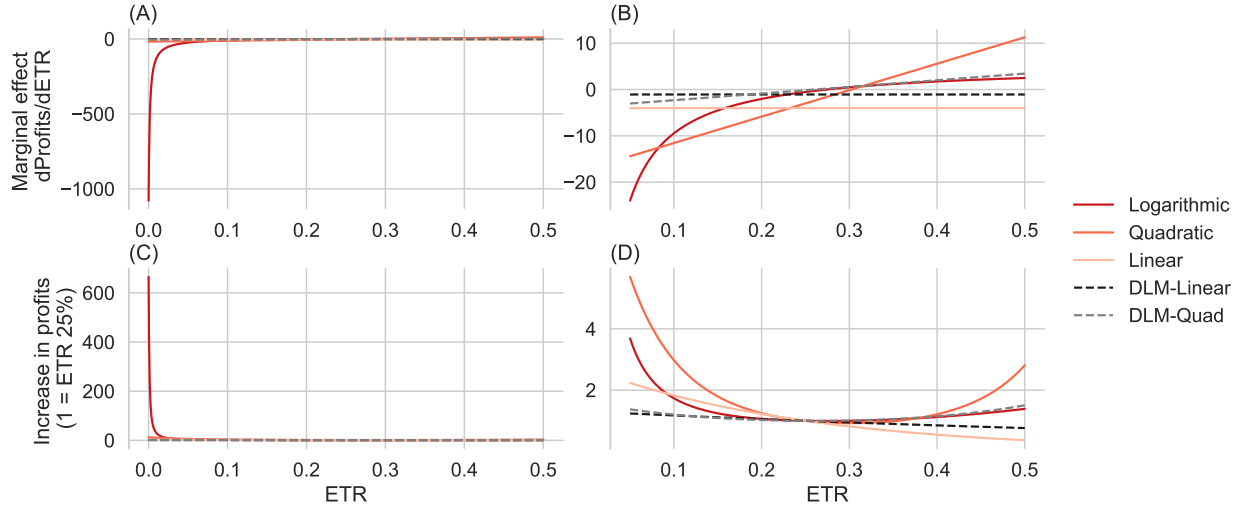 (A)
(B)
Marginal effect
dProfits/dETR
0
−500
−1000
0.0 0.1 0.2 0.3 0.4 0.5
10
0
−10
−20
0.1 0.2 0.3 0.4 0.5
(C)
(D)
Increase in profits
(1 = ETR 25%)
600
400
200
0
0.0 0.1 0.2 0.3 0.4 0.5
ETR
4
2
0.1 0.2 0.3 0.4 0.5
ETR
Logarithmic
Quadratic
Linear
DLM-Linear
DLM-Quad